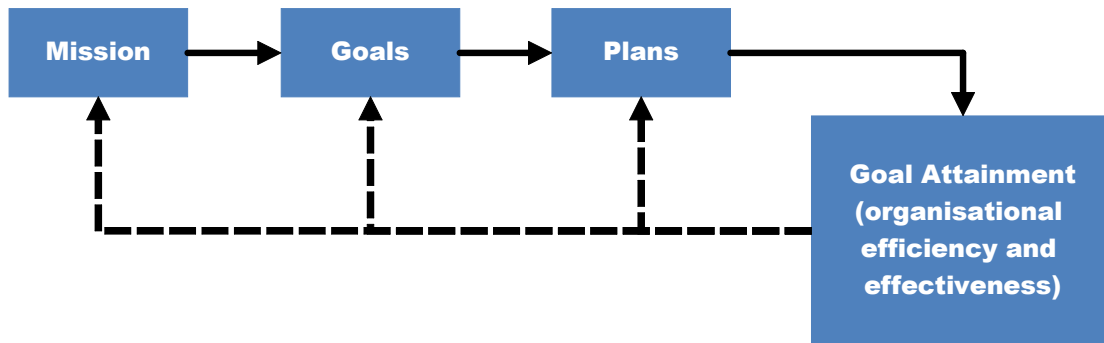 Mission
Goals
Plans
Goal Attainment
(organisational
efficiency and
effectiveness)